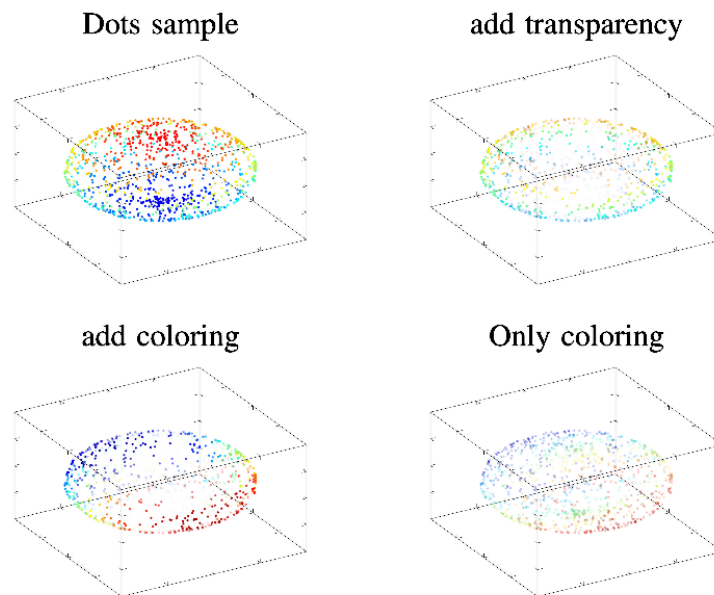 Dots sample
add transparency
add coloring
Only coloring